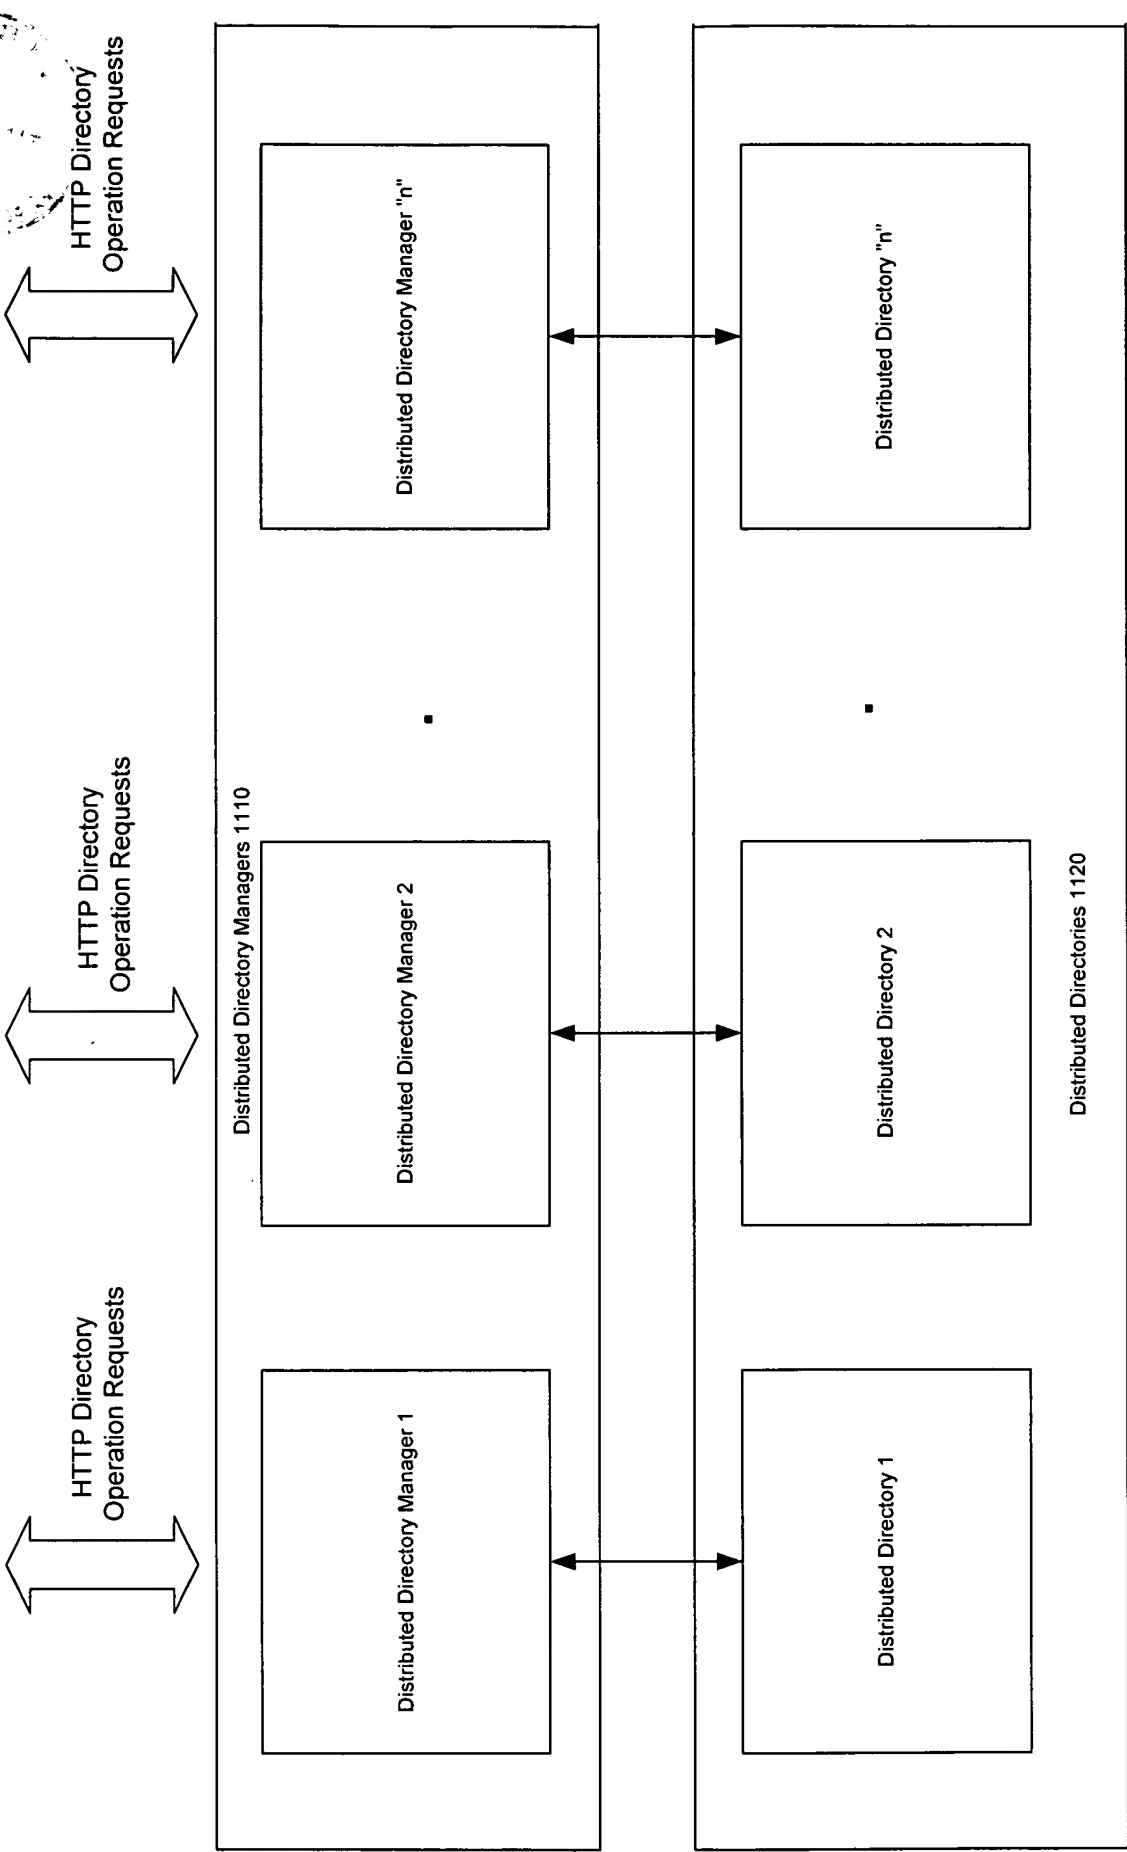 HTTP Directory
Operation Requests
HTTP Directory
Operation Requests
HTTP Directory
Operation Requests
Distributed Directory Managers 1110
Distributed Directory Manager 1
Distributed Directory Manager 2
Distributed Directory Manager "n"
Distributed Directory 1
Distributed Directory 2
Distributed Directory "n"
Distributed Directories 1120